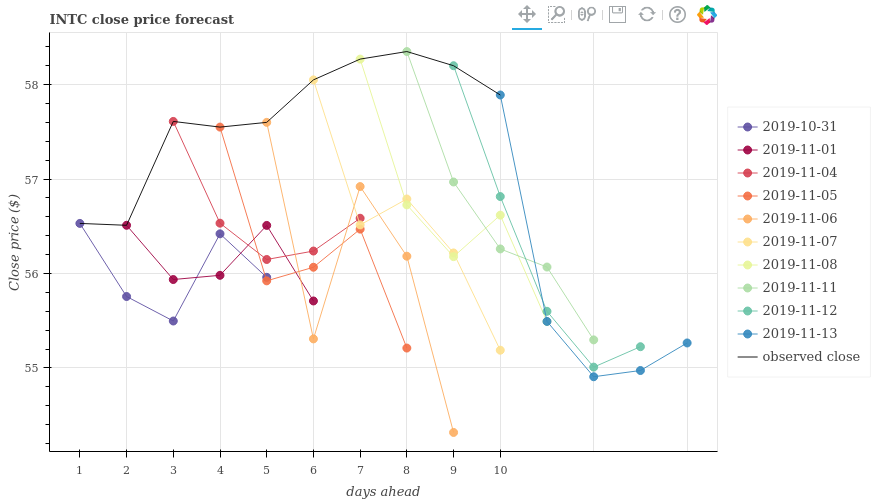 INTC close price forecast
58
57
56
55
Close price ($)
1 2 3 4 5 6 7 8 9 10
days ahead
2019-10-31
2019-11-01
2019-11-04
2019-11-05
2019-11-06
2019-11-07
2019-11-08
2019-11-11
2019-11-12
2019-11-13
observed close